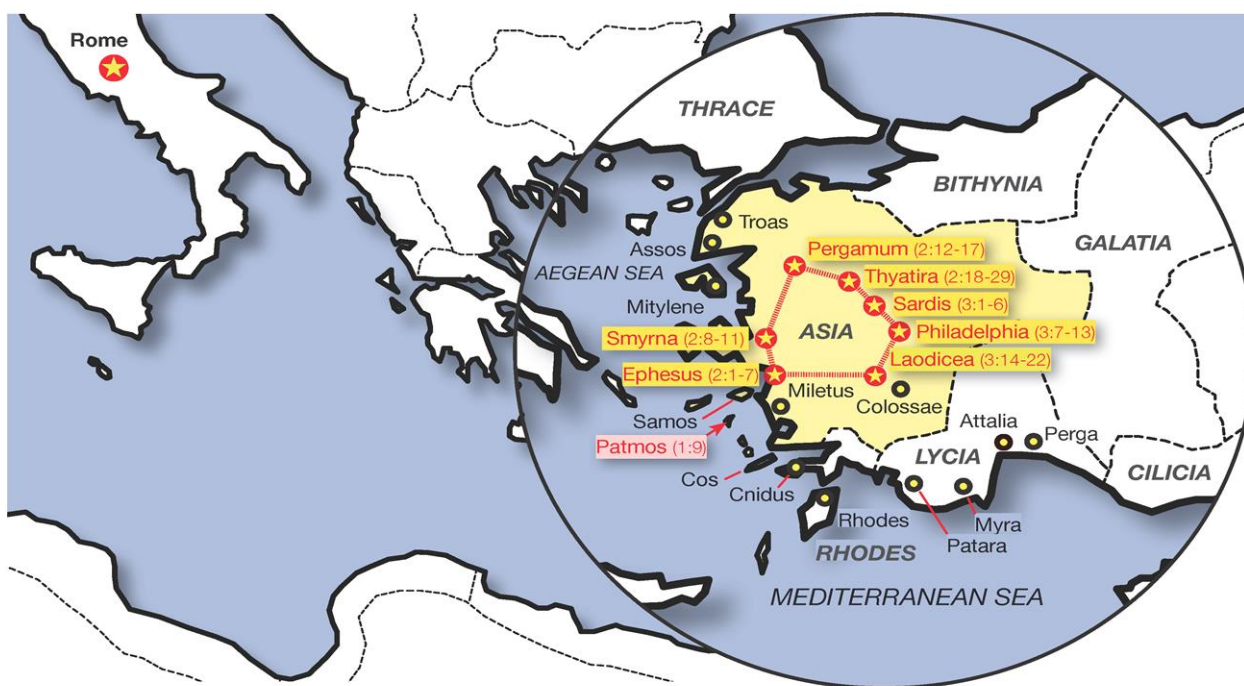 Rome
THRACE
BITHYNIA
GALATIA
Troas
Assos
Pergamum (2:12-17)
AEGEAN SEA
Thyatira (2:18-29)
Mitylene
Sardis (3:1-6)
Smyrna (2:8-11)
ASIA
Philadelphia (3:7-13)
Laodicea (3:14-22)
Ephesus (2:1-7)
Miletus
Colossae
Samos
Attalia
Patmos (1:9)
Perga
LYCIA
CILICIA
Cos
Cnidus
Rhodes
Myra
Patara
RHODES
MEDITERRANEAN SEA